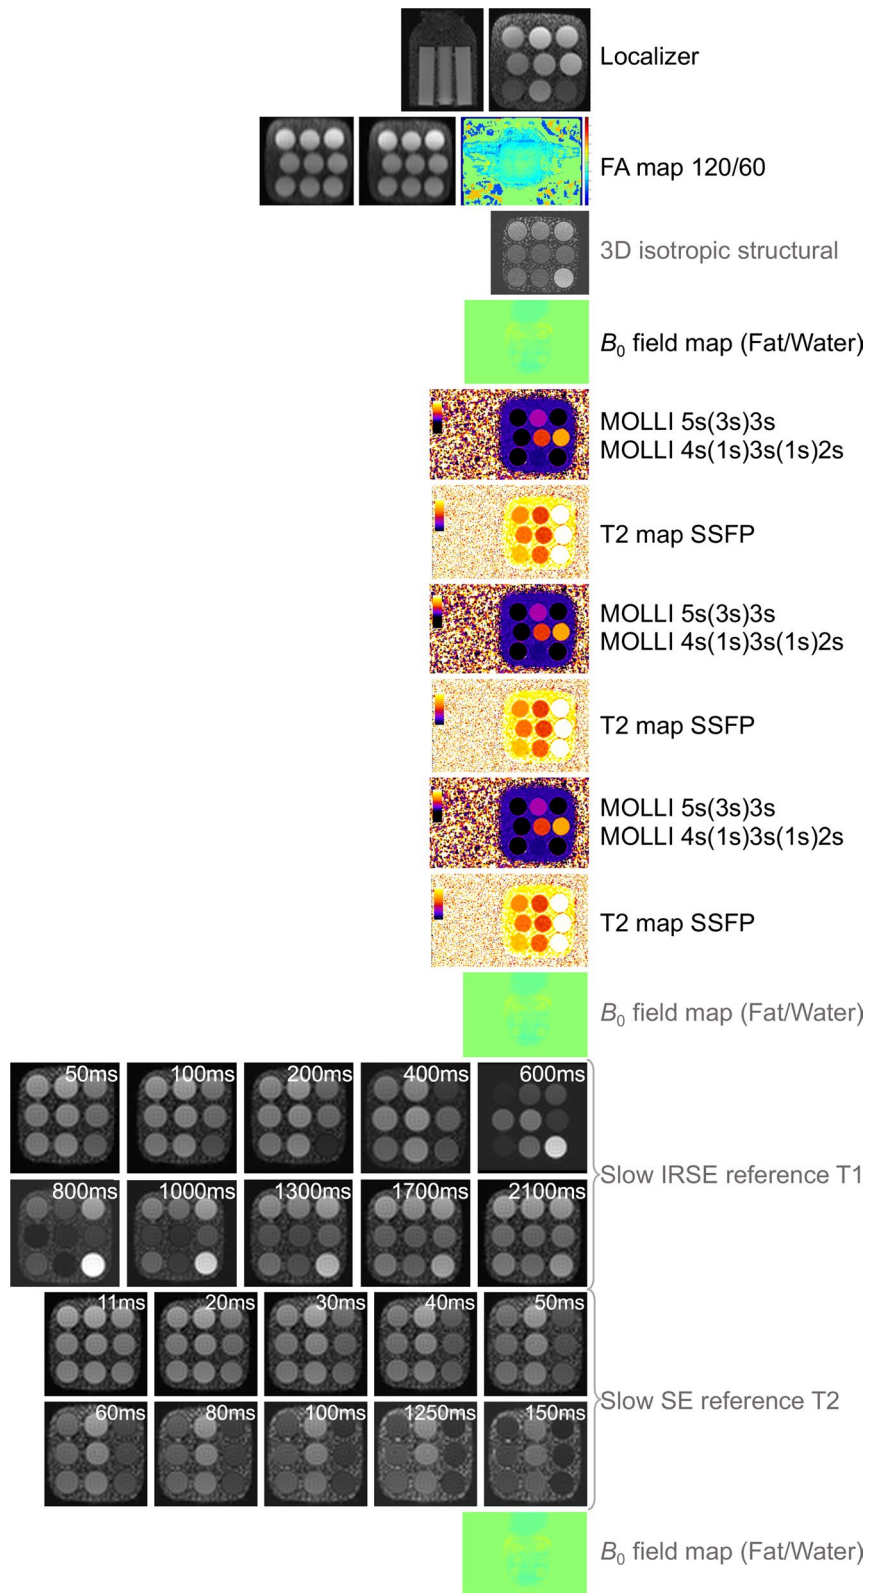 Localizer
FA map 120/60
3D isotropic structural
B0 field map (Fat/Water)
MOLLI 5s(3s)3s
MOLLI 4s(1s)3s(1s)2s
T2 map SSFP
MOLLI 5s(3s)3s
MOLLI 4s(1s)3s(1s)2s
T2 map SSFP
MOLLI 5s(3s)3s
MOLLI 4s(1s)3s(1s)2s
T2 map SSFP
B0 field map (Fat/Water)
50ms 100ms 200ms 400ms 600ms
Slow IRSE reference T1
800ms 1000ms 1300ms 1700ms 2100ms
11ms 20ms 30ms 40ms 50ms
Slow SE reference T2
60ms 80ms 100ms 1250ms 150ms
B0 field map (Fat/Water)